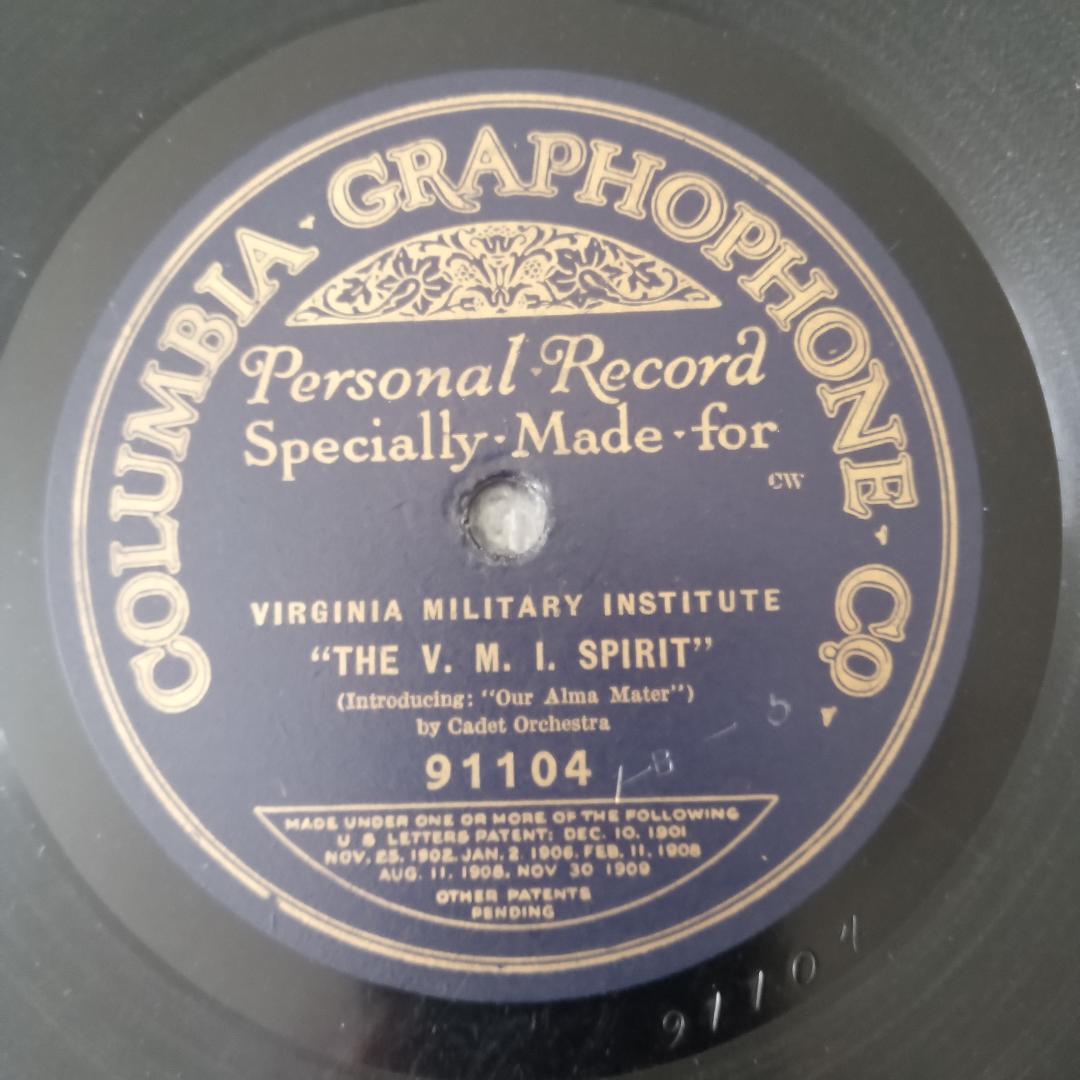 COLUMBIA · GRAPHOPHONE · Co
Personal · Record
Specially · Made · for
CW
VIRGINIA MILITARY INSTITUTE
“THE V. M. I. SPIRIT”
(Introducing: “Our Alma Mater”)
by Cadet Orchestra
91104
1-B - 5
MADE UNDER ONE OR MORE OF THE FOLLOWING
U S LETTERS PATENT: DEC. 10. 1901
NOV. 25. 1902. JAN. 2 1906. FEB. 11. 1908
AUG. 11. 1908. NOV 30 1909
OTHER PATENTS
PENDING
91104